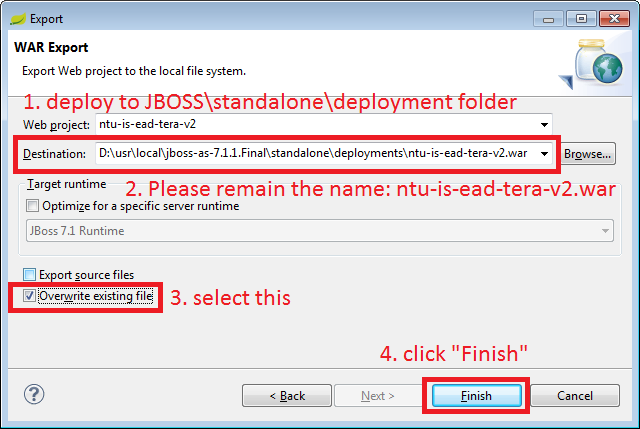 Export
WAR Export
Export Web project to the local file system.
1. deploy to JBOSS\standalone\deployment folder
Web project: ntu-is-ead-tera-v2
Destination: D:\usr\local\jboss-as-7.1.1.Final\standalone\deployments\ntu-is-ead-tera-v2.war Browse...
2. Please remain the name: ntu-is-ead-tera-v2.war
Target runtime
Optimize for a specific server runtime
JBoss 7.1 Runtime
Export source files
Overwrite existing file
3. select this
4. click "Finish"
? < Back Next > Finish Cancel